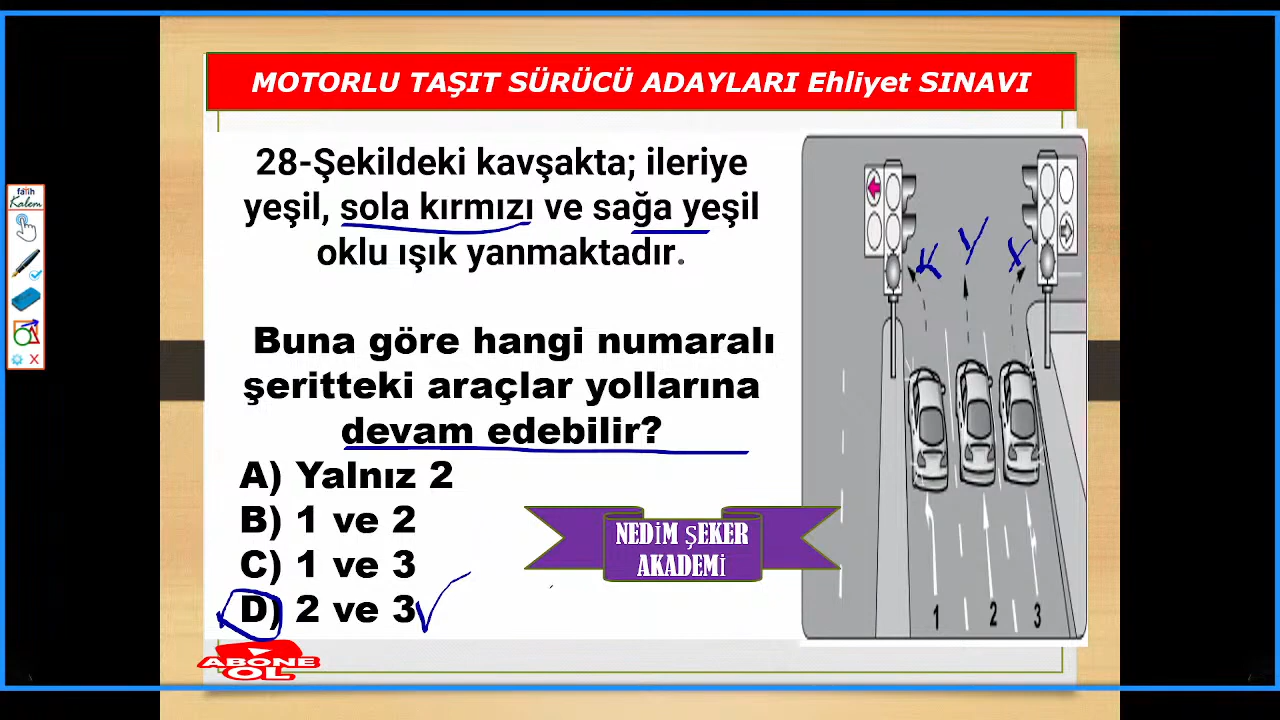 MOTORLU TAŞIT SÜRÜCÜ ADAYLARI Ehliyet SINAVI
28-Şekildeki kavşakta; ileriye
yeşil, sola kırmızı ve sağa yeşil
oklu ışık yanmaktadır.
Buna göre hangi numaralı
şeritteki araçlar yollarına
devam edebilir?
A) Yalnız 2
B) 1 ve 2
C) 1 ve 3
D) 2 ve 3
NEDİM ŞEKER
AKADEMİ
ABONE
OL
fatih
Kalem
K Y X
1 2 3